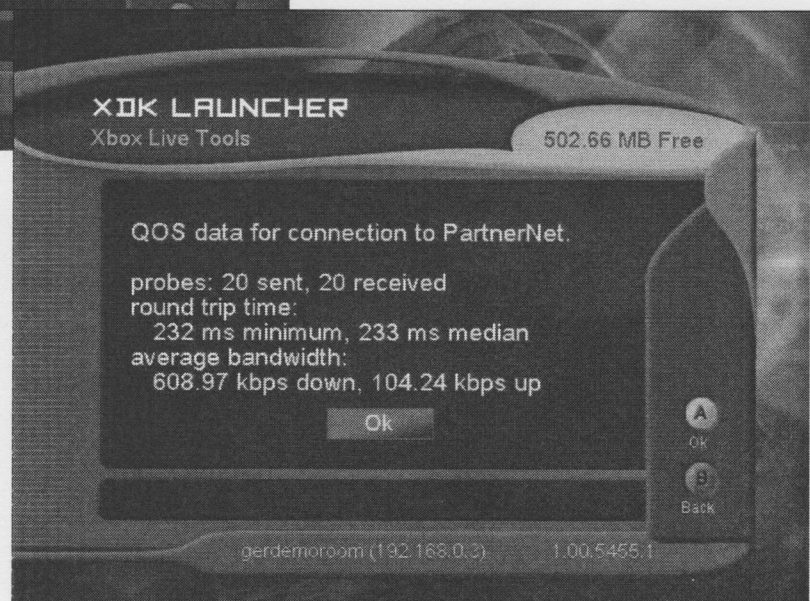 XDK LAUNCHER
Xbox Live Tools
502.66 MB Free
QOS data for connection to PartnerNet.
probes: 20 sent, 20 received
round trip time:
232 ms minimum, 233 ms median
average bandwidth:
608.97 kbps down, 104.24 kbps up
Ok
A
Ok
B
Back
gerdemoroom (192.168.0.3) 1.00.5455.1